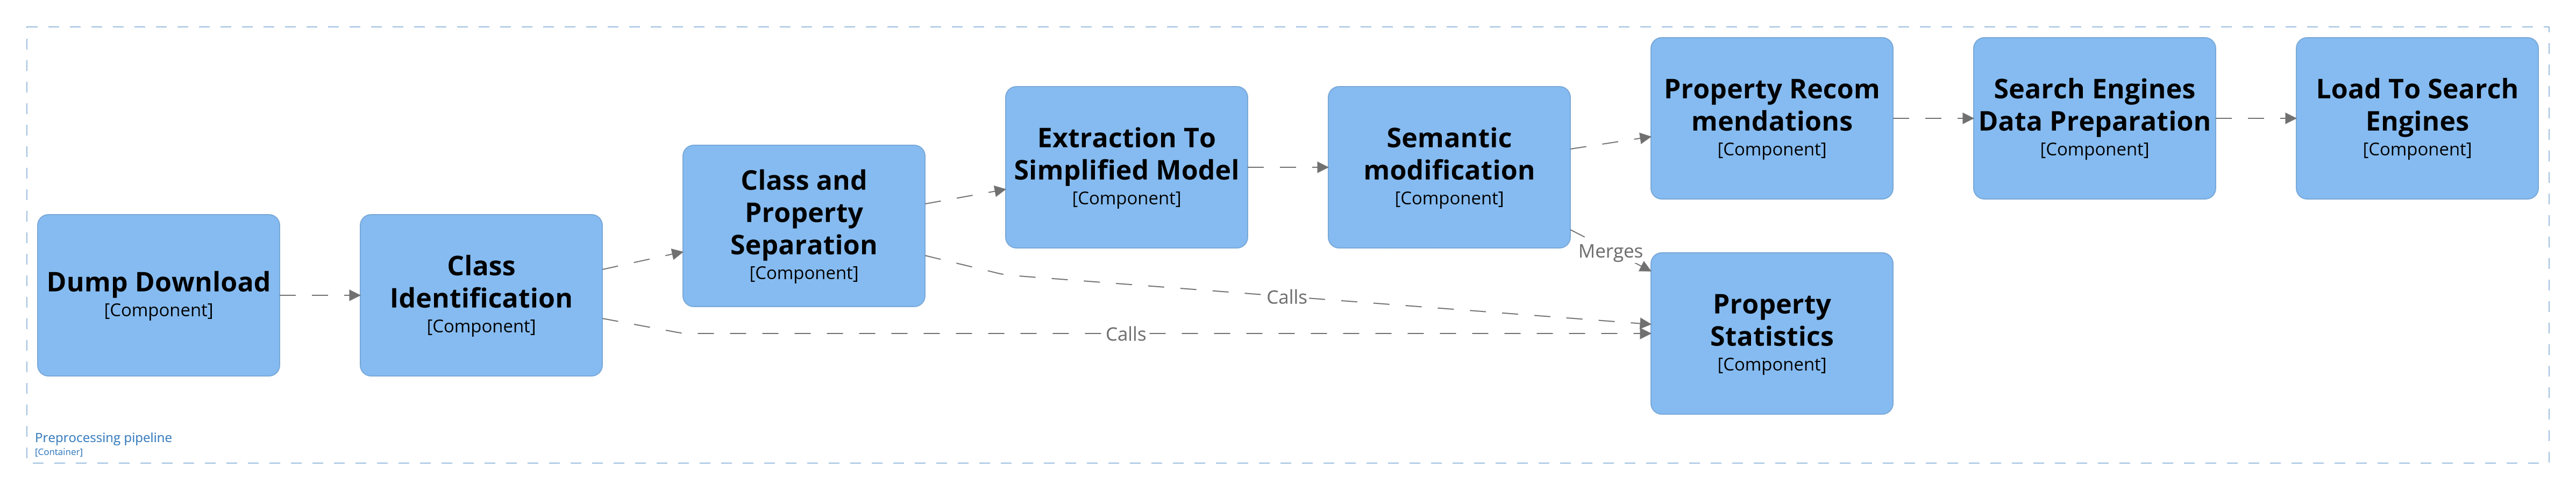 Dump Download
[Component]
Class
Identification
[Component]
Class and
Property
Separation
[Component]
Extraction To
Simplified Model
[Component]
Semantic
modification
[Component]
Property Recom
mendations
[Component]
Search Engines
Data Preparation
[Component]
Load To Search
Engines
[Component]
Merges
Calls
Calls
Property
Statistics
[Component]
Preprocessing pipeline
[Container]